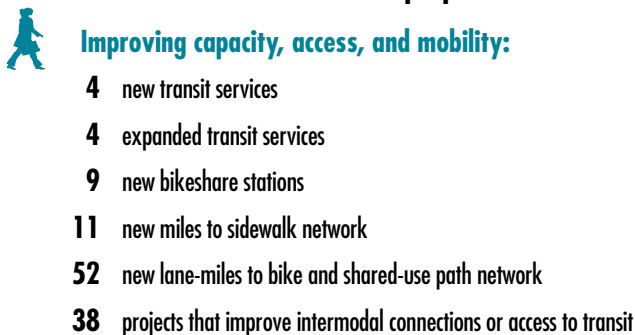 Improving capacity, access, and mobility:
4 new transit services
4 expanded transit services
9 new bikeshare stations
11 new miles to sidewalk network
52 new lane-miles to bike and shared-use path network
38 projects that improve intermodal connections or access to transit